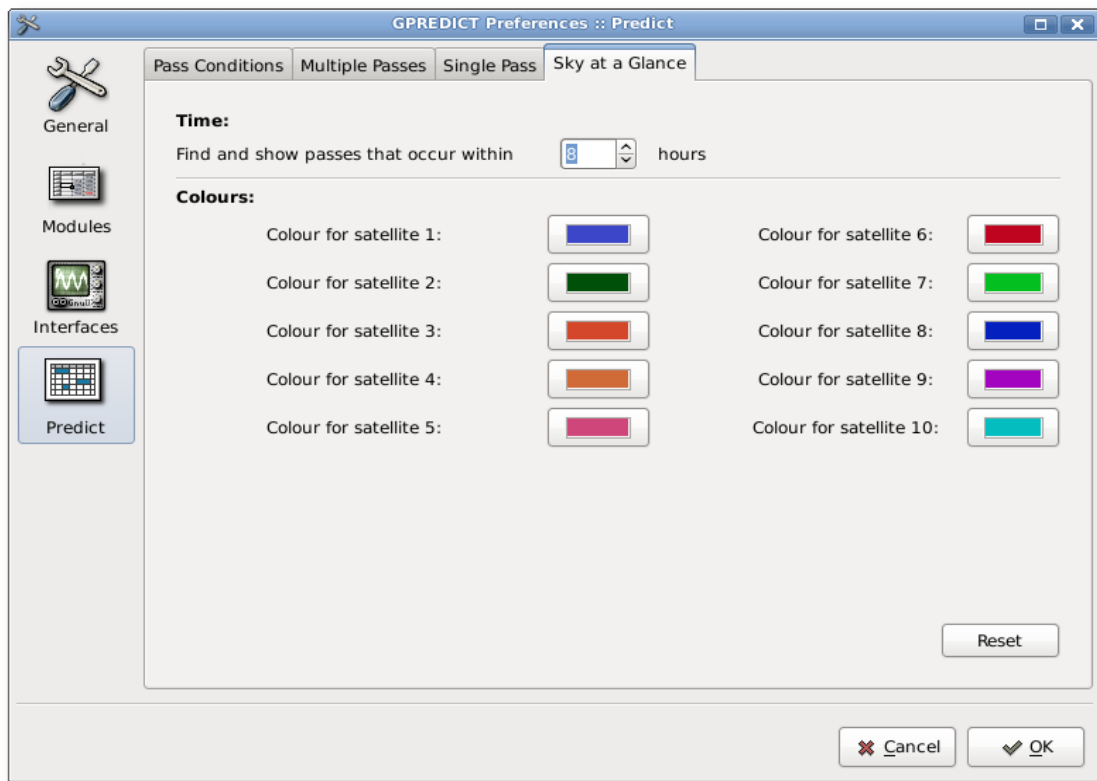 GPREDICT Preferences :: Predict
General
Modules
Interfaces
Predict
Pass Conditions
Multiple Passes
Single Pass
Sky at a Glance
Time:
Find and show passes that occur within 8 hours
Colours:
Colour for satellite 1:
Colour for satellite 2:
Colour for satellite 3:
Colour for satellite 4:
Colour for satellite 5:
Colour for satellite 6:
Colour for satellite 7:
Colour for satellite 8:
Colour for satellite 9:
Colour for satellite 10:
Reset
Cancel
OK